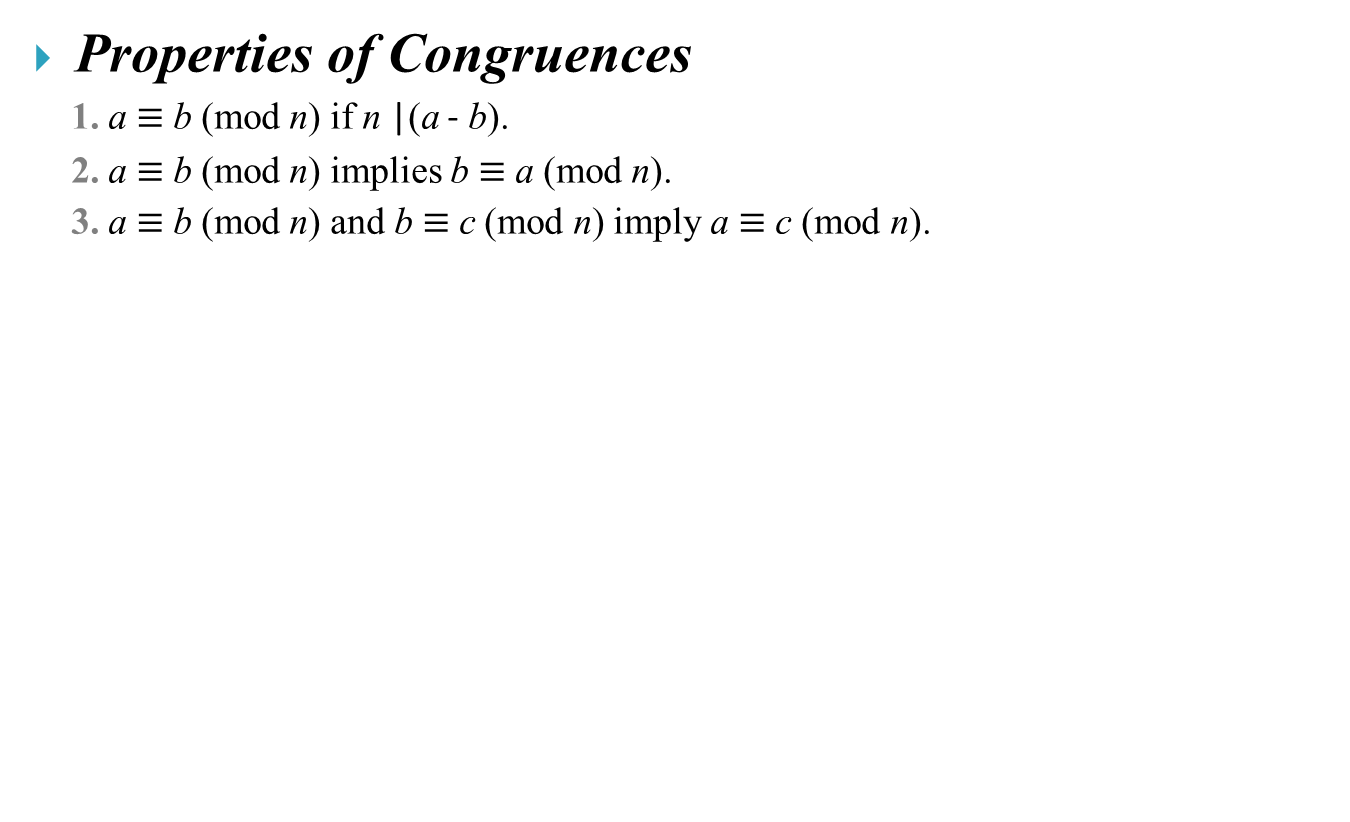 Properties of Congruences
1. a ≡ b (mod n) if n |(a - b).
2. a ≡ b (mod n) implies b ≡ a (mod n).
3. a ≡ b (mod n) and b ≡ c (mod n) imply a ≡ c (mod n).